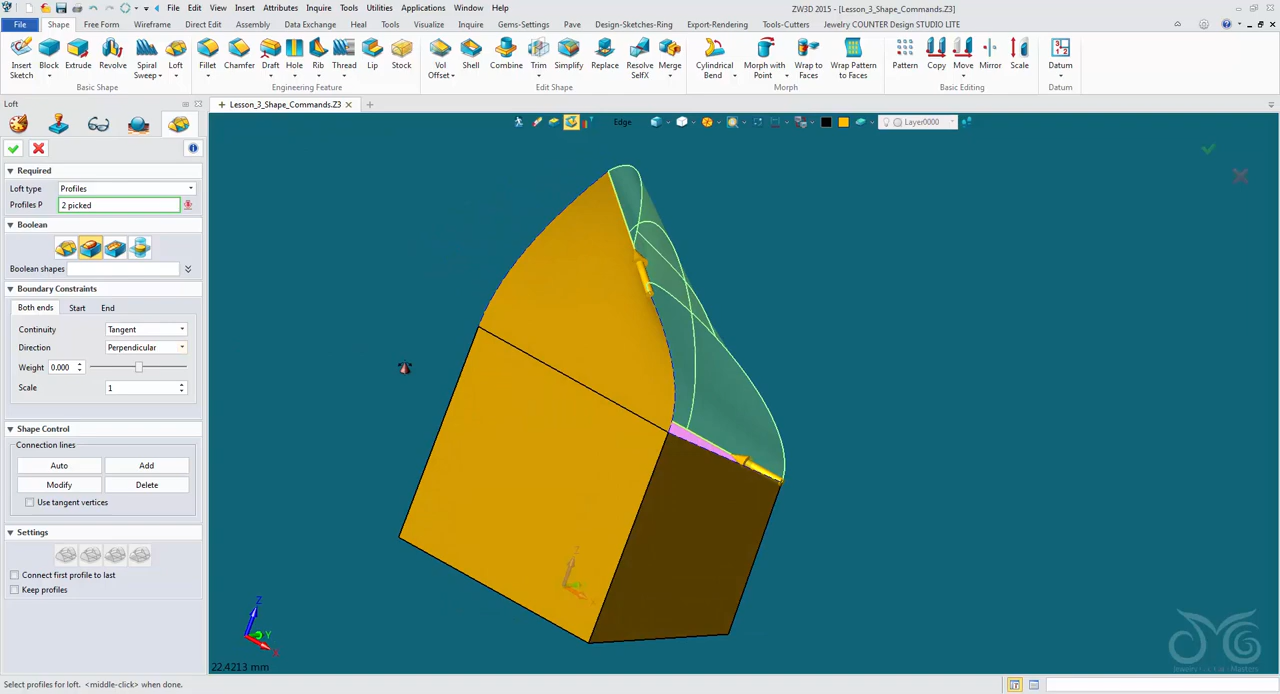 File Edit View Insert Attributes Inquire Tools Utilities Applications Window Help
ZW3D 2015 - [Lesson_3_Shape_Commands.Z3]
File Shape Free Form Wireframe Direct Edit Assembly Data Exchange Heal Tools Visualize Inquire Gems-Settings Pave Design-Sketches-Ring Export-Rendering Tools-Cutters Jewelry COUNTER Design STUDIO LITE
Insert Sketch Block Extrude Revolve Spiral Sweep Loft Fillet Chamfer Draft Hole Rib Thread Lip Stock Vol Offset Shell Combine Trim Simplify Replace Resolve SelfX Merge Cylindrical Bend Morph with Point Wrap to Faces Wrap Pattern to Faces Pattern Copy Move Mirror Scale Datum
Basic Shape Engineering Feature Edit Shape Morph Basic Editing Datum
Loft
Lesson_3_Shape_Commands.Z3
Edge
Layer0000
Required
Loft type Profiles
Profiles P 2 picked
Boolean
Boolean shapes
Boundary Constraints
Both ends Start End
Continuity Tangent
Direction Perpendicular
Weight 0.000
Scale 1
Shape Control
Connection lines
Auto Add
Modify Delete
Use tangent vertices
Settings
Connect first profile to last
Keep profiles
Z
Y
22.4213 mm
Select profiles for loft. <middle-click> when done.